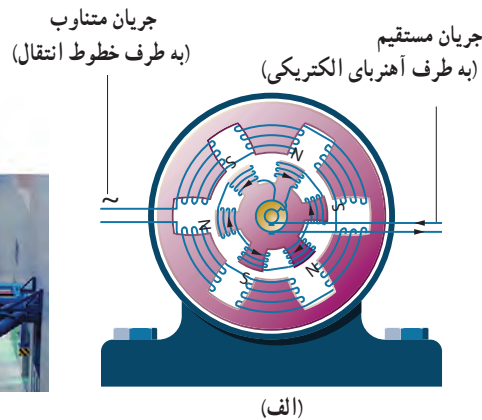 جریان مستقیم
(به طرف آهنربای الکتریکی)
جریان متناوب
(به طرف خطوط انتقال)
~
S
N
S
N
S
N
(الف)